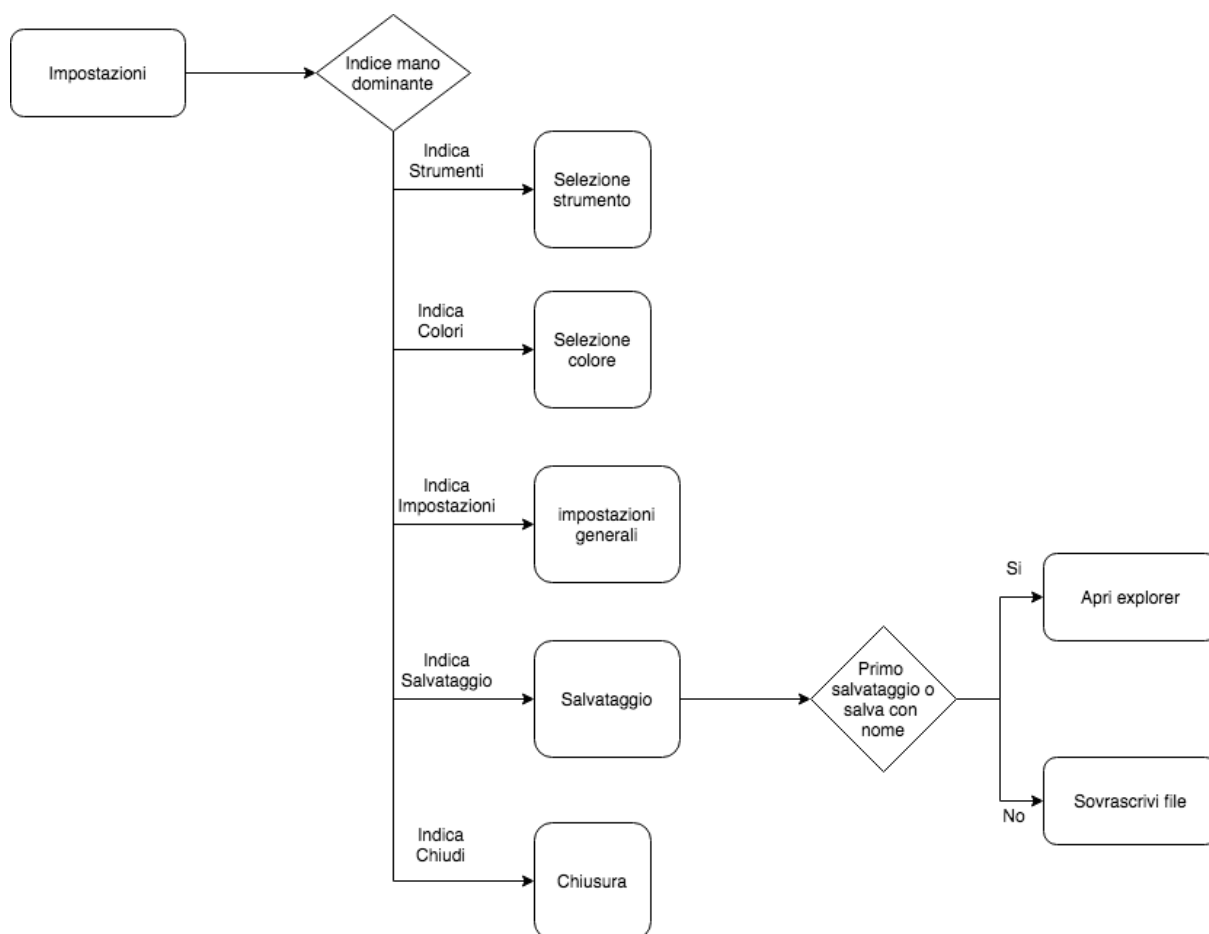 Impostazioni
Indice mano
dominante
Indica
Strumenti
Selezione
strumento
Indica
Colori
Selezione
colore
Indica
Impostazioni
impostazioni
generali
Indica
Salvataggio
Salvataggio
Primo
salvataggio o
salva con
nome
Si
Apri explorer
No
Sovrascrivi file
Indica
Chiudi
Chiusura